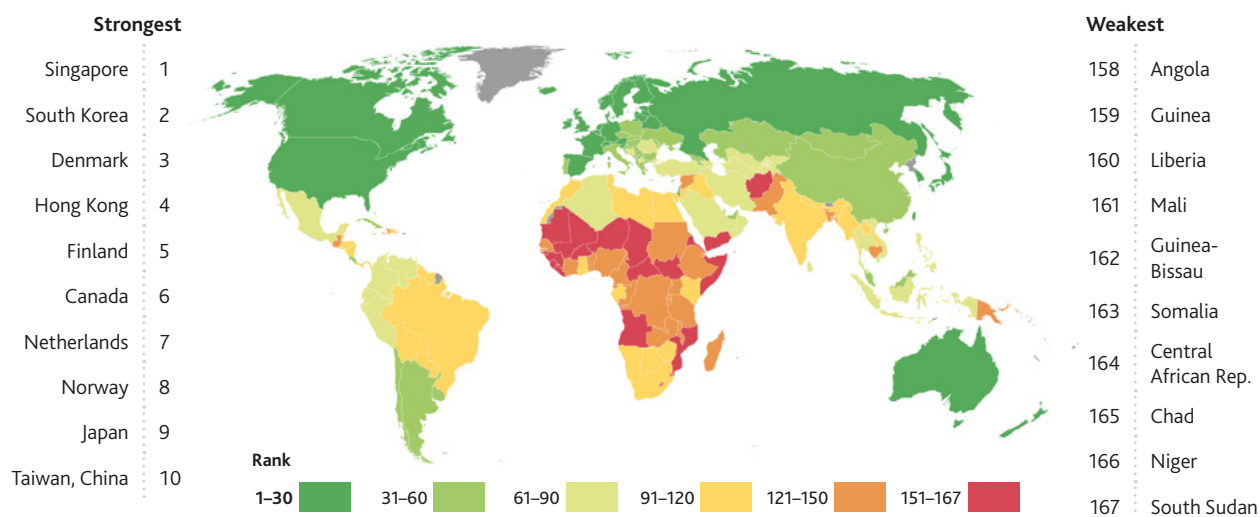 Strongest
Singapore 1
South Korea 2
Denmark 3
Hong Kong 4
Finland 5
Canada 6
Netherlands 7
Norway 8
Japan 9
Taiwan, China 10
Rank
1–30
31–60
61–90
91–120
121–150
151–167
Weakest
158 Angola
159 Guinea
160 Liberia
161 Mali
162 Guinea-
Bissau
163 Somalia
164 Central
African Rep.
165 Chad
166 Niger
167 South Sudan